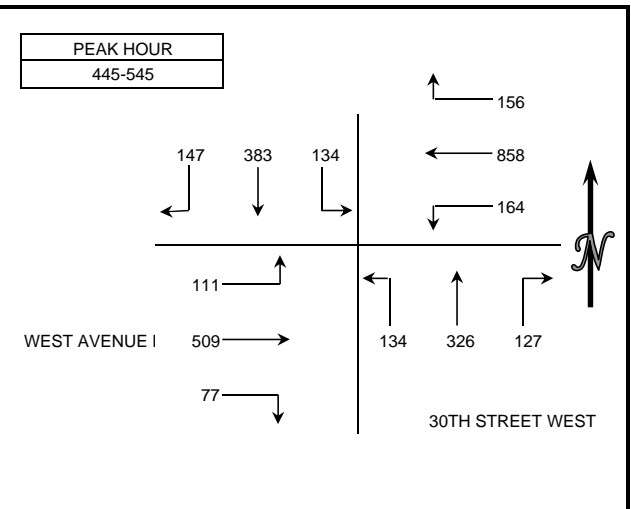 PEAK HOUR
445-545
156
147 383 134
858
164
N
111
WEST AVENUE I 509
134 326 127
77
30TH STREET WEST